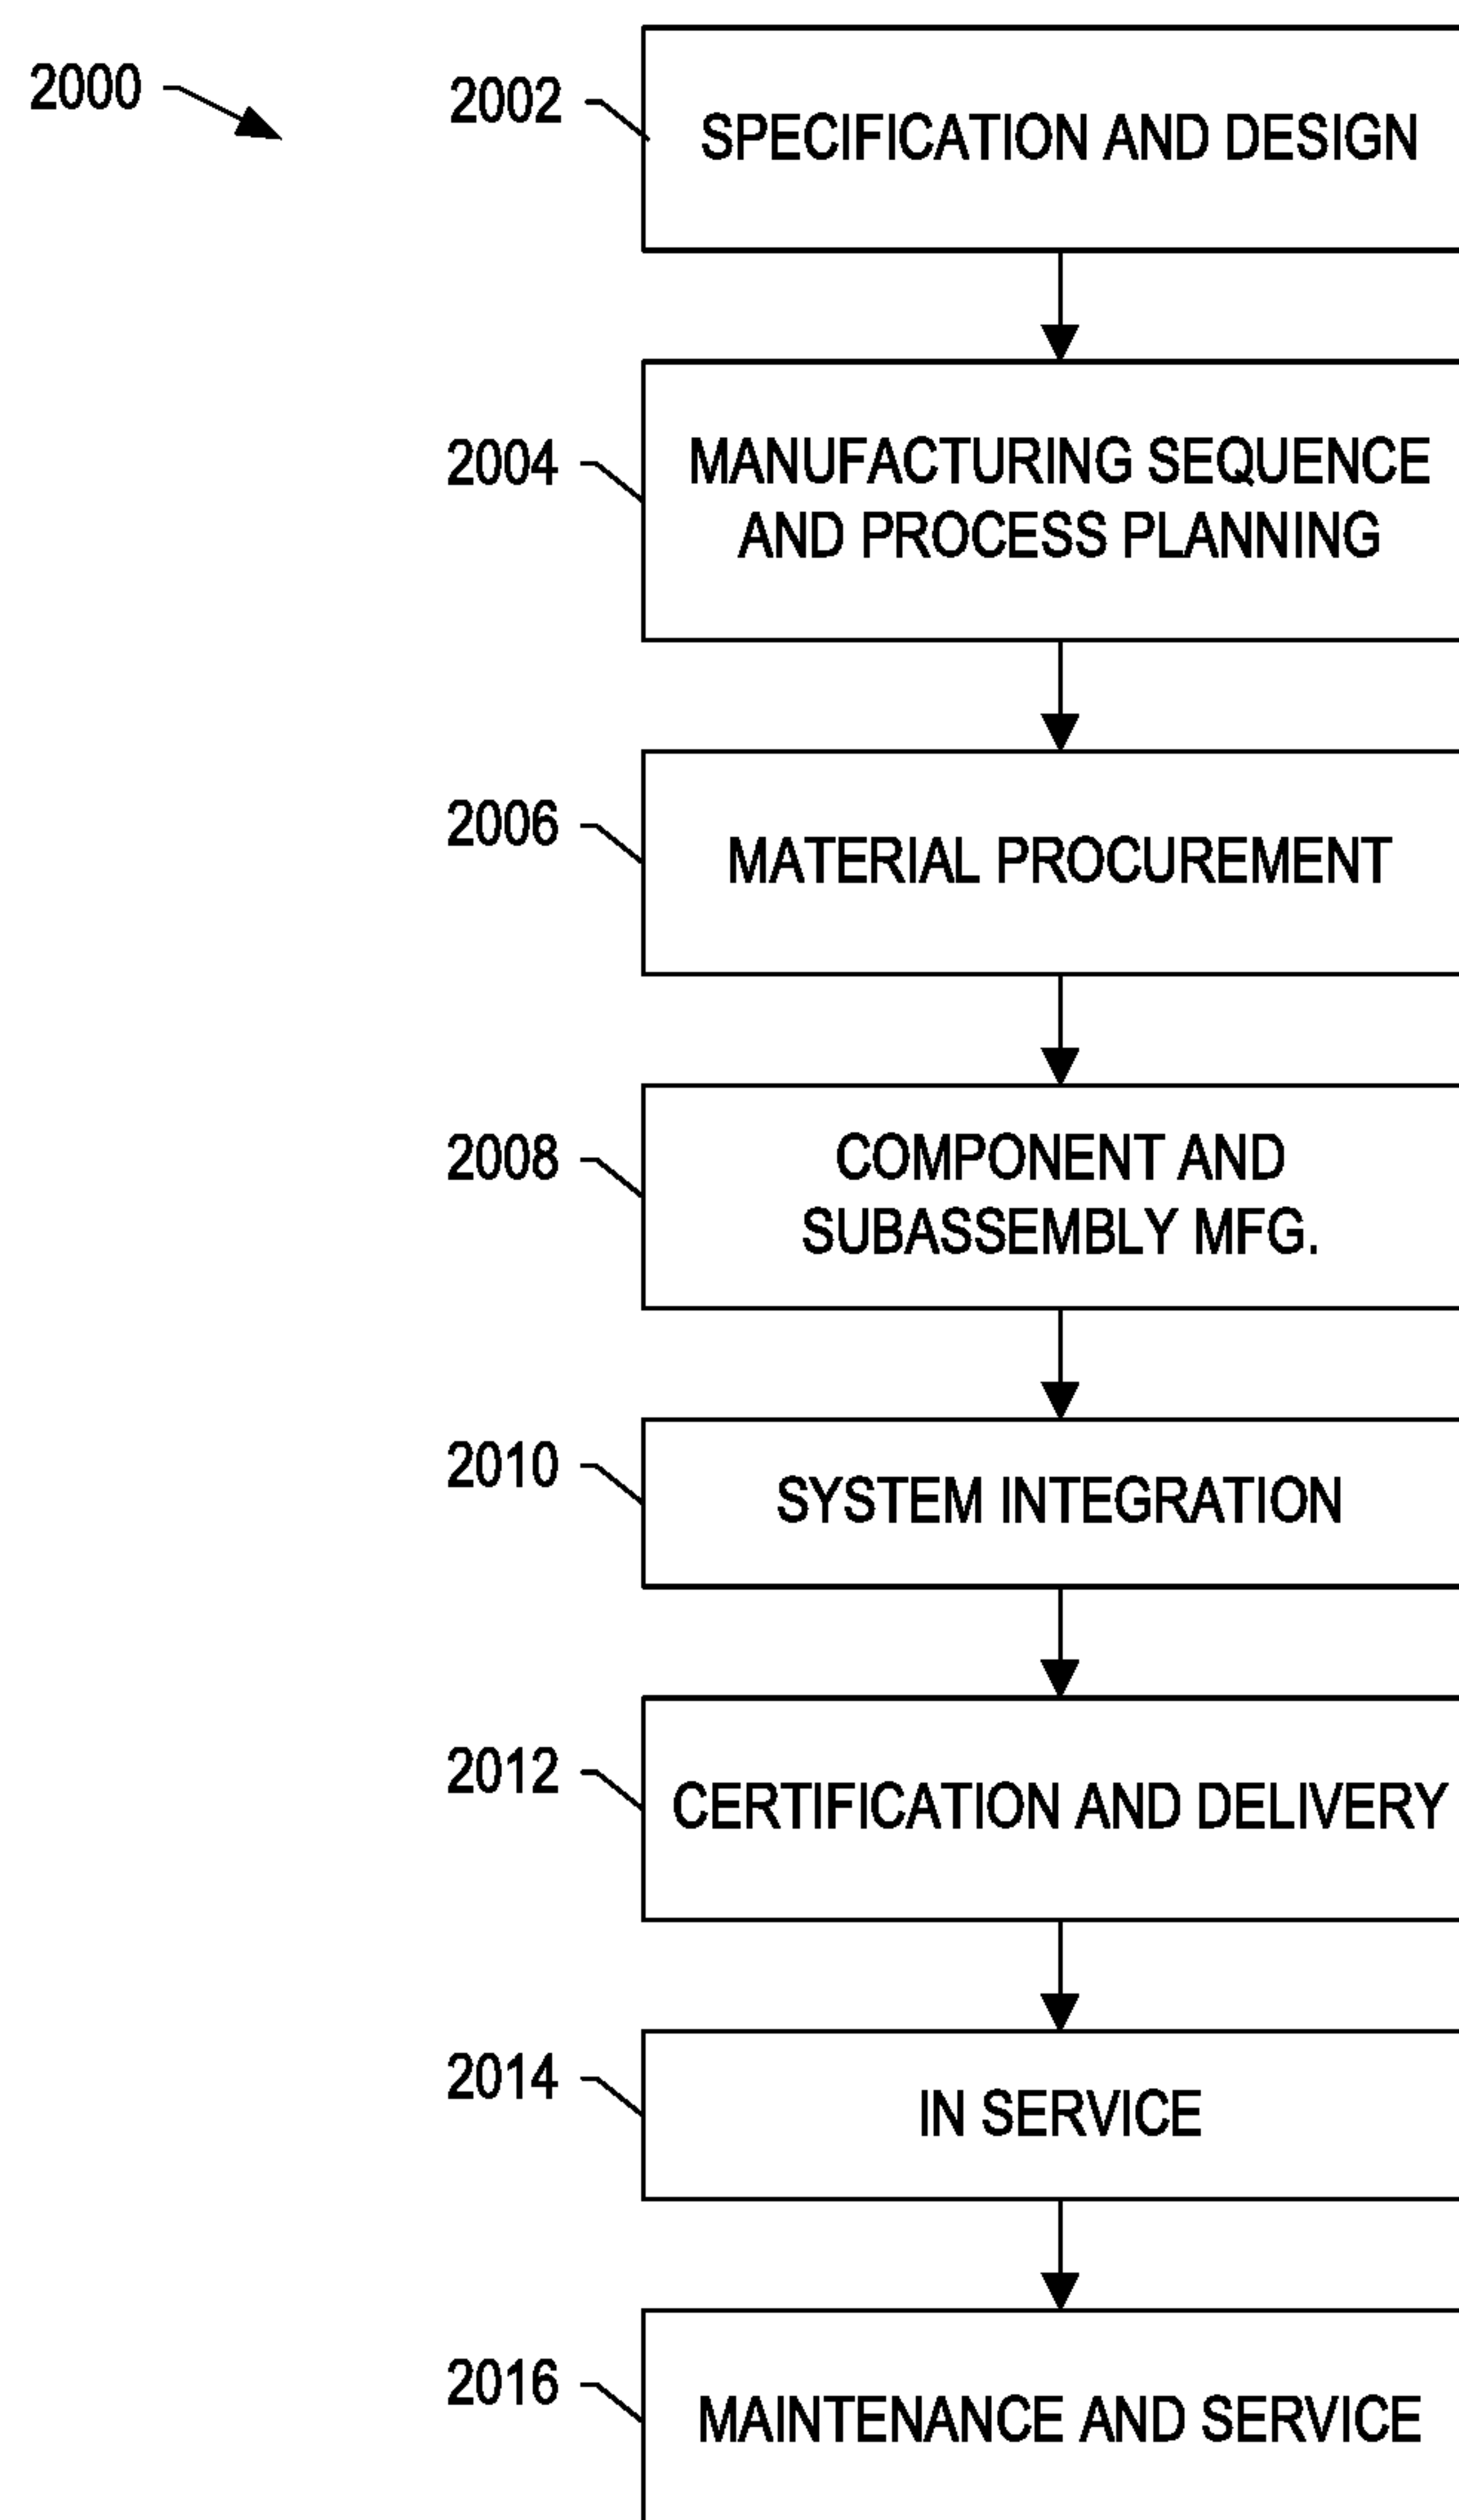 2000
2002
SPECIFICATION AND DESIGN
2004
MANUFACTURING SEQUENCE
AND PROCESS PLANNING
2006
MATERIAL PROCUREMENT
2008
COMPONENT AND
SUBASSEMBLY MFG.
2010
SYSTEM INTEGRATION
2012
CERTIFICATION AND DELIVERY
2014
IN SERVICE
2016
MAINTENANCE AND SERVICE